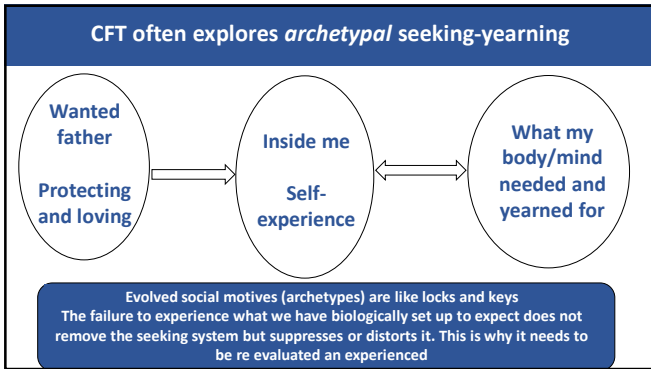 CFT often explores archetypal seeking-yearning
Wanted
father
Protecting
and loving
Inside me
Self-
experience
What my
body/mind
needed and
yearned for
Evolved social motives (archetypes) are like locks and keys
The failure to experience what we have biologically set up to expect does not
remove the seeking system but suppresses or distorts it. This is why it needs to
be re evaluated an experienced